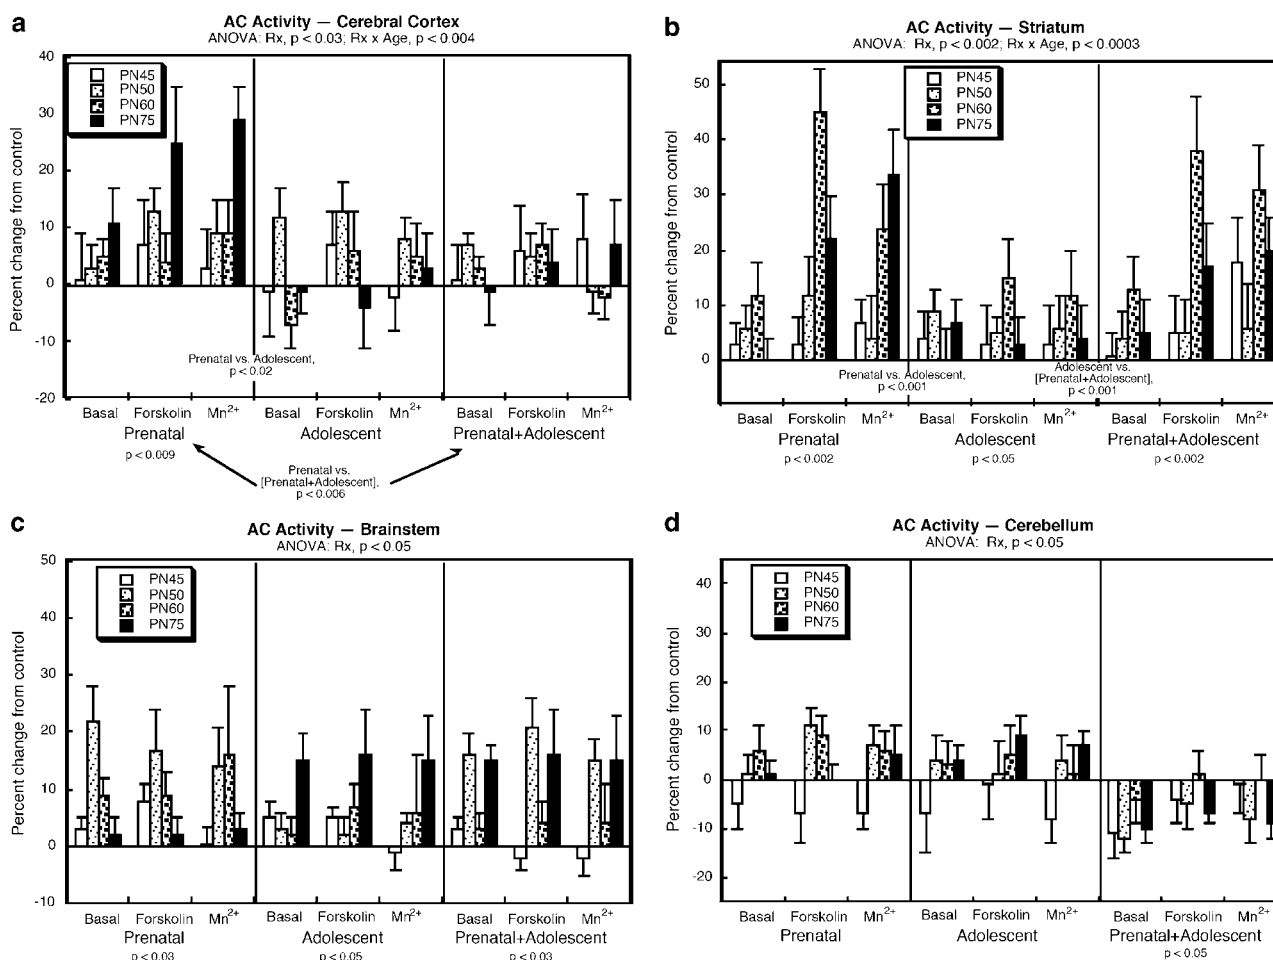 a
AC Activity — Cerebral Cortex
ANOVA: Rx, p < 0.03; Rx x Age, p < 0.004
Percent change from control
40
30
20
10
0
-10
-20
PN45
PN50
PN60
PN75
Prenatal vs. Adolescent,
p < 0.02
Basal Forskolin Mn2+ Basal Forskolin Mn2+ Basal Forskolin Mn2+
Prenatal Adolescent Prenatal+Adolescent
p < 0.009
Prenatal vs.
[Prenatal+Adolescent],
p < 0.006
b
AC Activity — Striatum
ANOVA: Rx, p < 0.002; Rx x Age, p < 0.0003
Percent change from control
50
40
30
20
10
0
PN45
PN50
PN60
PN75
Prenatal vs. Adolescent,
p < 0.001
Adolescent vs.
[Prenatal+Adolescent],
p < 0.001
Basal Forskolin Mn2+ Basal Forskolin Mn2+ Basal Forskolin Mn2+
Prenatal Adolescent Prenatal+Adolescent
p < 0.002 p < 0.05 p < 0.002
c
AC Activity — Brainstem
ANOVA: Rx, p < 0.05
Percent change from control
50
40
30
20
10
0
-10
PN45
PN50
PN60
PN75
Basal Forskolin Mn2+ Basal Forskolin Mn2+ Basal Forskolin Mn2+
Prenatal Adolescent Prenatal+Adolescent
p < 0.03 p < 0.05 p < 0.03
d
AC Activity — Cerebellum
ANOVA: Rx, p < 0.05
Percent change from control
40
30
20
10
0
-10
-20
PN45
PN50
PN60
PN75
Basal Forskolin Mn2+ Basal Forskolin Mn2+ Basal Forskolin Mn2+
Prenatal Adolescent Prenatal+Adolescent
p < 0.05